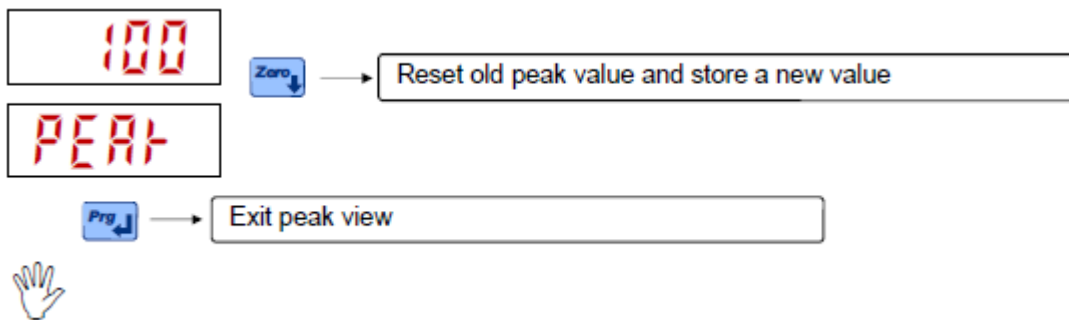 100
Zero
Reset old peak value and store a new value
PEAK
Prg
Exit peak view